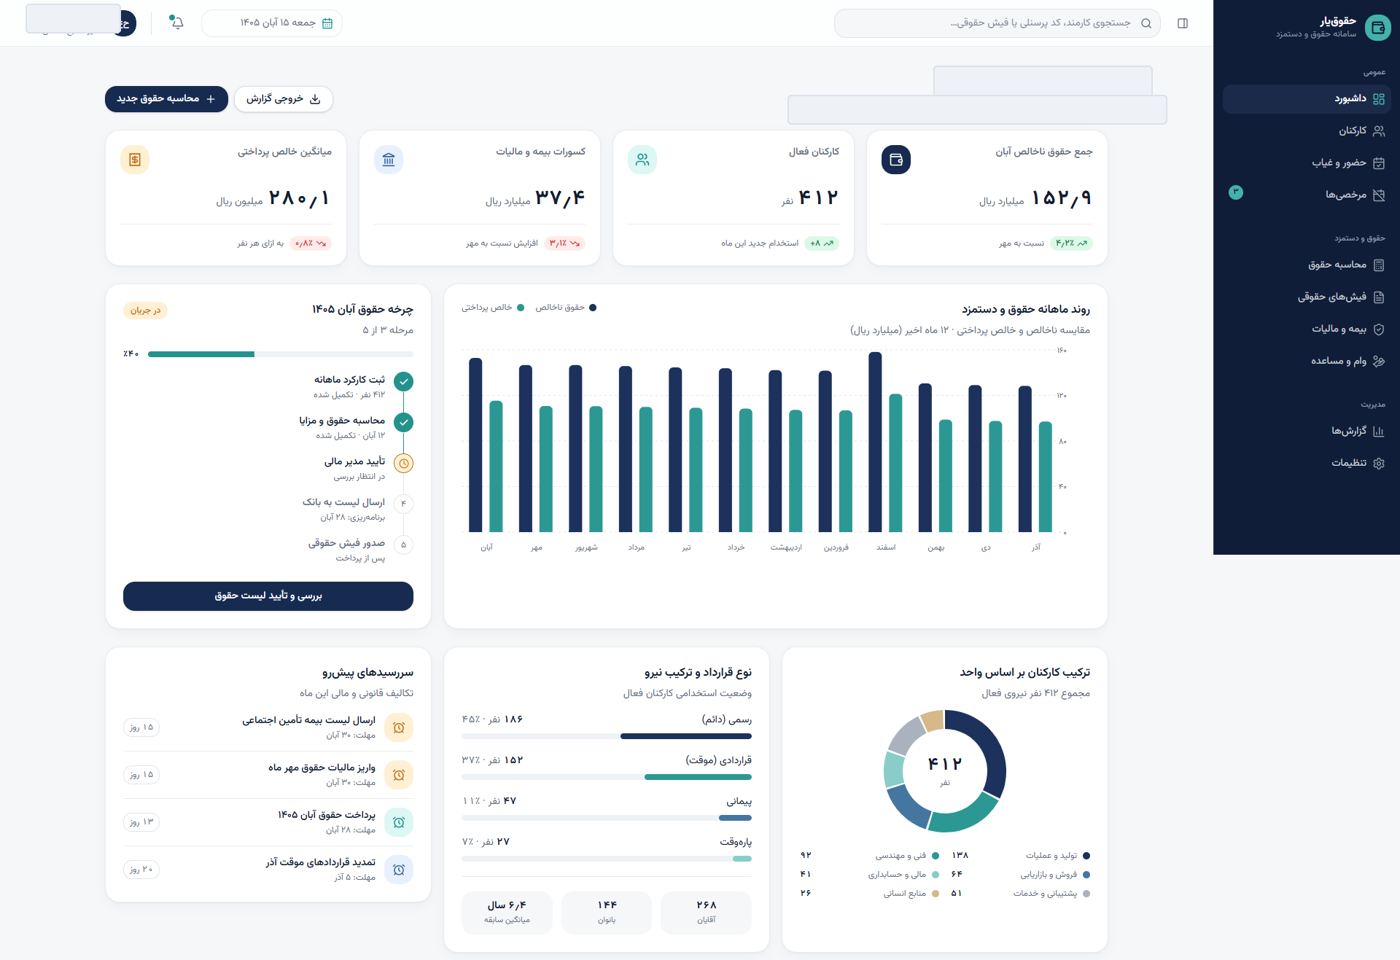 حقوق‌یار
سامانه حقوق و دستمزد
عمومی
داشبورد
کارکنان
حضور و غیاب
مرخصی‌ها
۳
حقوق و دستمزد
محاسبه حقوق
فیش‌های حقوقی
بیمه و مالیات
وام و مساعده
مدیریت
گزارش‌ها
تنظیمات
جستجوی کارمند، کد پرسنلی یا فیش حقوقی...
جمعه ۱۵ آبان ۱۴۰۵
خروجی گزارش
محاسبه حقوق جدید
جمع حقوق ناخالص آبان
۱۵۲٫۹ میلیارد ریال
۴٫۲٪ نسبت به مهر
کارکنان فعال
۴۱۲ نفر
+۸ استخدام جدید این ماه
کسورات بیمه و مالیات
۳۷٫۴ میلیارد ریال
۳٫۱٪ افزایش نسبت به مهر
میانگین خالص پرداختی
۲۸۰٫۱ میلیون ریال
۰٫۸٪ به ازای هر نفر
روند ماهانه حقوق و دستمزد
حقوق ناخالص
خالص پرداختی
مقایسه ناخالص و خالص پرداختی · ۱۲ ماه اخیر (میلیارد ریال)
۱۶۰
۱۲۰
۸۰
۴۰
۰
آذر
دی
بهمن
اسفند
فروردین
اردیبهشت
خرداد
تیر
مرداد
شهریور
مهر
آبان
چرخه حقوق آبان ۱۴۰۵
در جریان
مرحله ۳ از ۵
٪۴۰
ثبت کارکرد ماهانه
۴۱۲ نفر · تکمیل شده
محاسبه حقوق و مزایا
۱۲ آبان · تکمیل شده
تأیید مدیر مالی
در انتظار بررسی
۴
ارسال لیست به بانک
برنامه‌ریزی: ۲۸ آبان
۵
صدور فیش حقوقی
پس از پرداخت
بررسی و تأیید لیست حقوق
ترکیب کارکنان بر اساس واحد
مجموع ۴۱۲ نفر نیروی فعال
۴۱۲
نفر
تولید و عملیات ۱۳۸
فنی و مهندسی ۹۲
فروش و بازاریابی ۶۴
مالی و حسابداری ۴۱
پشتیبانی و خدمات ۵۱
منابع انسانی ۲۶
نوع قرارداد و ترکیب نیرو
وضعیت استخدامی کارکنان فعال
رسمی (دائم) ۱۸۶ نفر · ۴۵٪
قراردادی (موقت) ۱۵۲ نفر · ۳۷٪
پیمانی ۴۷ نفر · ۱۱٪
پاره‌وقت ۲۷ نفر · ۷٪
۲۶۸
آقایان
۱۴۴
بانوان
۶٫۴ سال
میانگین سابقه
سررسیدهای پیش‌رو
تکالیف قانونی و مالی این ماه
ارسال لیست بیمه تأمین اجتماعی
مهلت: ۳۰ آبان
۱۵ روز
واریز مالیات حقوق مهر ماه
مهلت: ۳۰ آبان
۱۵ روز
پرداخت حقوق آبان ۱۴۰۵
مهلت: ۲۸ آبان
۱۳ روز
تمدید قراردادهای موقت آذر
مهلت: ۵ آذر
۲۰ روز